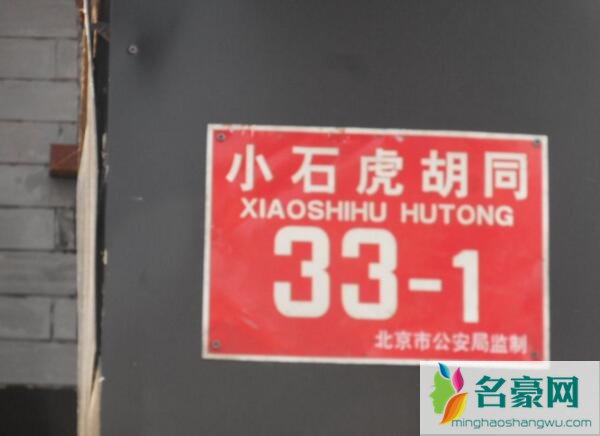 小石虎胡同
XIAOSHIHU HUTONG
33-1
北京市公安局监制
名豪网
minghaoshangwu.com